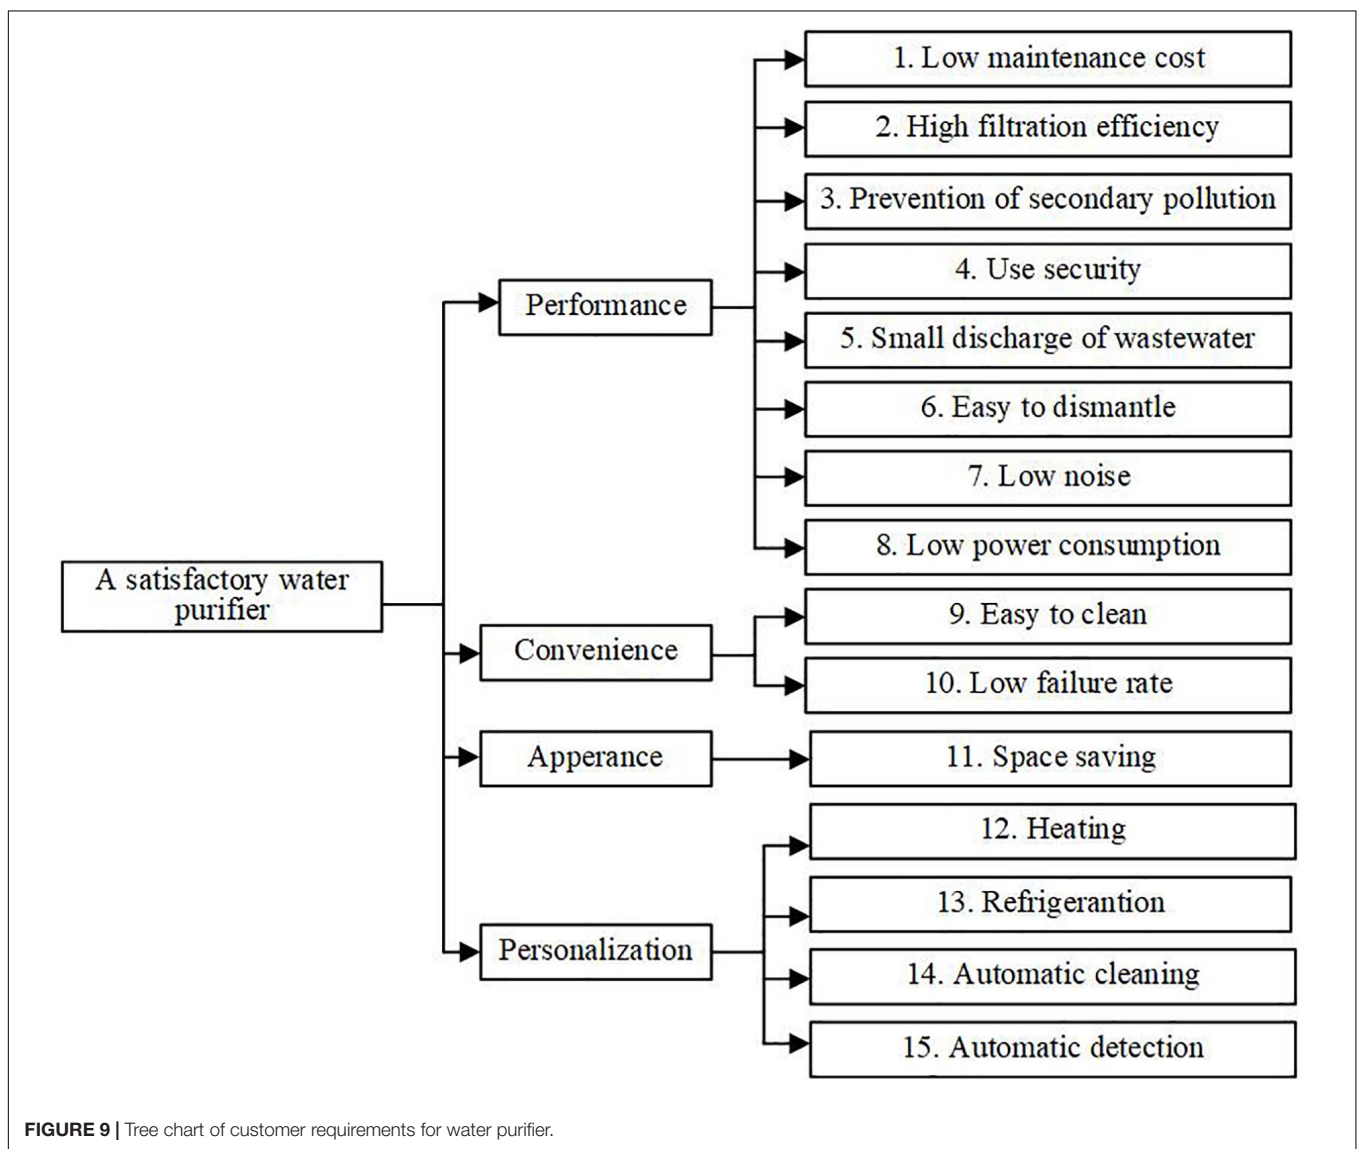 1. Low maintenance cost
2. High filtration efficiency
3. Prevention of secondary pollution
4. Use security
Performance
5. Small discharge of wastewater
6. Easy to dismantle
7. Low noise
8. Low power consumption
A satisfactory water
purifier
9. Easy to clean
Convenience
10. Low failure rate
Apperance
11. Space saving
12. Heating
13. Refrigerantion
Personalization
14. Automatic cleaning
15. Automatic detection
FIGURE 9 | Tree chart of customer requirements for water purifier.